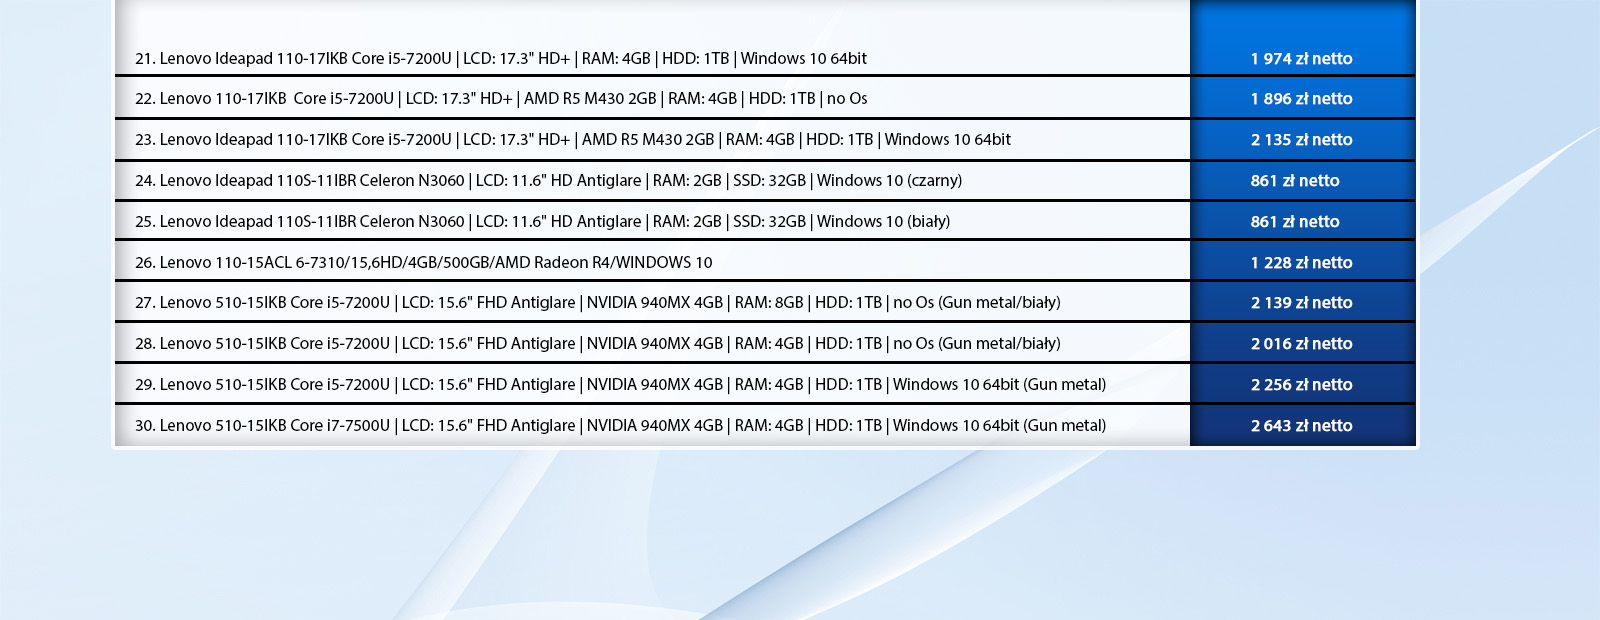 21. Lenovo Ideapad 110-17IKB Core i5-7200U | LCD: 17.3" HD+ | RAM: 4GB | HDD: 1TB | Windows 10 64bit 1 974 zł netto
22. Lenovo 110-17IKB  Core i5-7200U | LCD: 17.3" HD+ | AMD R5 M430 2GB | RAM: 4GB | HDD: 1TB | no Os 1 896 zł netto
23. Lenovo Ideapad 110-17IKB Core i5-7200U | LCD: 17.3" HD+ | AMD R5 M430 2GB | RAM: 4GB | HDD: 1TB | Windows 10 64bit 2 135 zł netto
24. Lenovo Ideapad 110S-11IBR Celeron N3060 | LCD: 11.6" HD Antiglare | RAM: 2GB | SSD: 32GB | Windows 10 (czarny) 861 zł netto
25. Lenovo Ideapad 110S-11IBR Celeron N3060 | LCD: 11.6" HD Antiglare | RAM: 2GB | SSD: 32GB | Windows 10 (biały) 861 zł netto
26. Lenovo 110-15ACL 6-7310/15,6HD/4GB/500GB/AMD Radeon R4/WINDOWS 10 1 228 zł netto
27. Lenovo 510-15IKB Core i5-7200U | LCD: 15.6" FHD Antiglare | NVIDIA 940MX 4GB | RAM: 8GB | HDD: 1TB | no Os (Gun metal/biały) 2 139 zł netto
28. Lenovo 510-15IKB Core i5-7200U | LCD: 15.6" FHD Antiglare | NVIDIA 940MX 4GB | RAM: 4GB | HDD: 1TB | no Os (Gun metal/biały) 2 016 zł netto
29. Lenovo 510-15IKB Core i5-7200U | LCD: 15.6" FHD Antiglare | NVIDIA 940MX 4GB | RAM: 4GB | HDD: 1TB | Windows 10 64bit (Gun metal) 2 256 zł netto
30. Lenovo 510-15IKB Core i7-7500U | LCD: 15.6" FHD Antiglare | NVIDIA 940MX 4GB | RAM: 4GB | HDD: 1TB | Windows 10 64bit (Gun metal) 2 643 zł netto